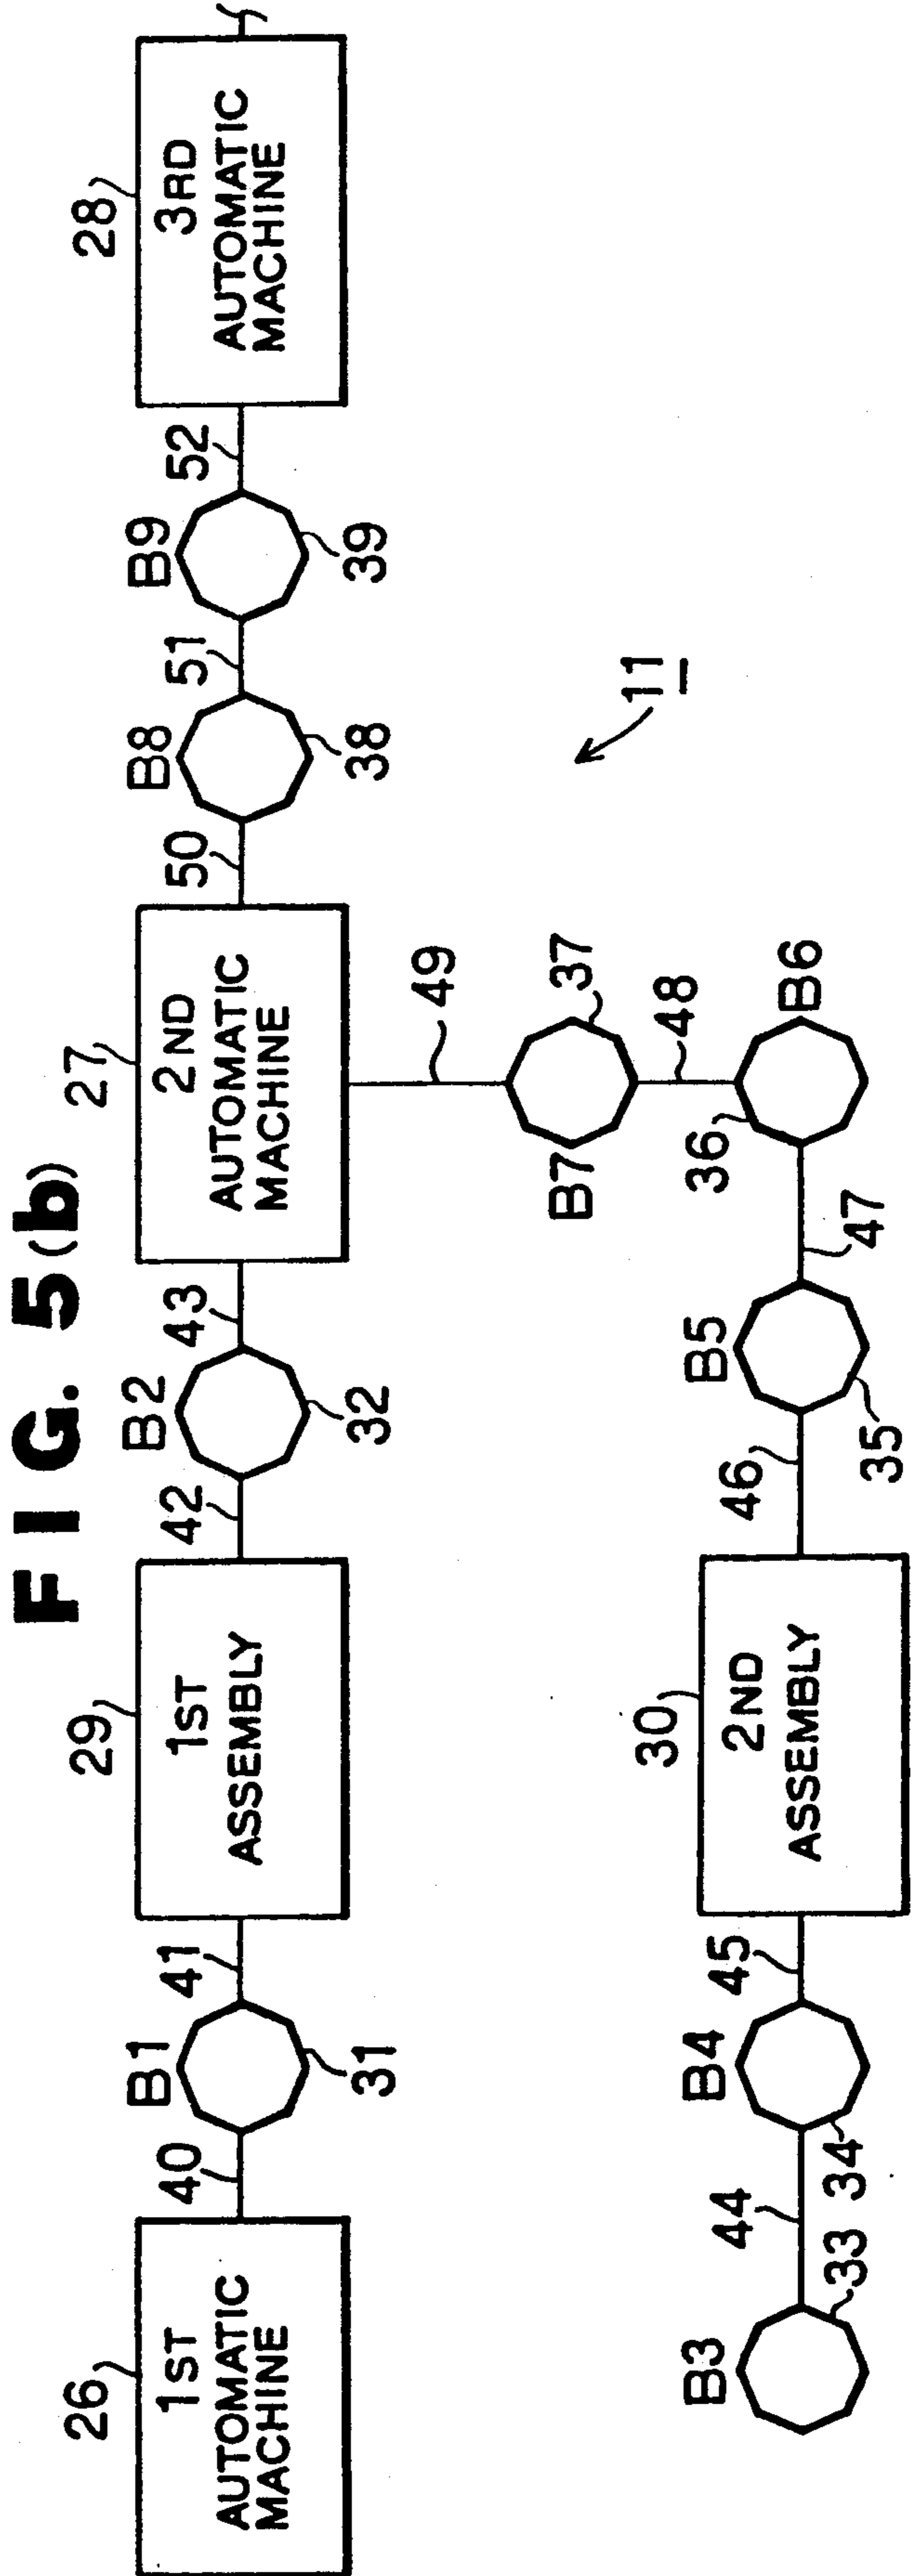 FIG. 5(b)
26
1ST
AUTOMATIC
MACHINE
40
B1
31
41
29
1ST
ASSEMBLY
42
B2
32
43
27
2ND
AUTOMATIC
MACHINE
50
B8
38
51
B9
39
52
28
3RD
AUTOMATIC
MACHINE
49
37
B7
48
11
B3
33
44
B4
34
45
30
2ND
ASSEMBLY
46
B5
35
47
36
B6